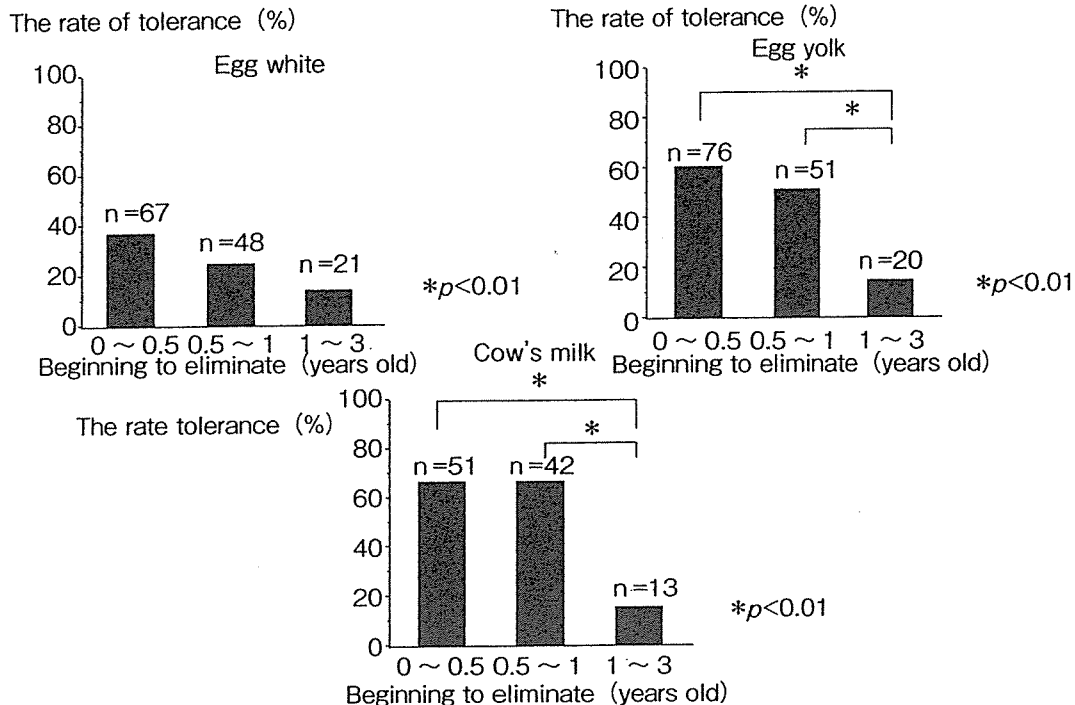 The rate of tolerance (%)
Egg white
100
80
60
40
20
0
n=67
n=48
n=21
*p<0.01
0 ~ 0.5 0.5 ~ 1 1 ~ 3
Beginning to eliminate (years old)
The rate of tolerance (%)
Egg yolk
100
80
60
40
20
0
*
*
n=76
n=51
n=20
*p<0.01
0 ~ 0.5 0.5 ~ 1 1 ~ 3
Beginning to eliminate (years old)
Cow's milk
The rate tolerance (%)
100
80
60
40
20
0
*
*
n=51
n=42
n=13
*p<0.01
0 ~ 0.5 0.5 ~ 1 1 ~ 3
Beginning to eliminate (years old)